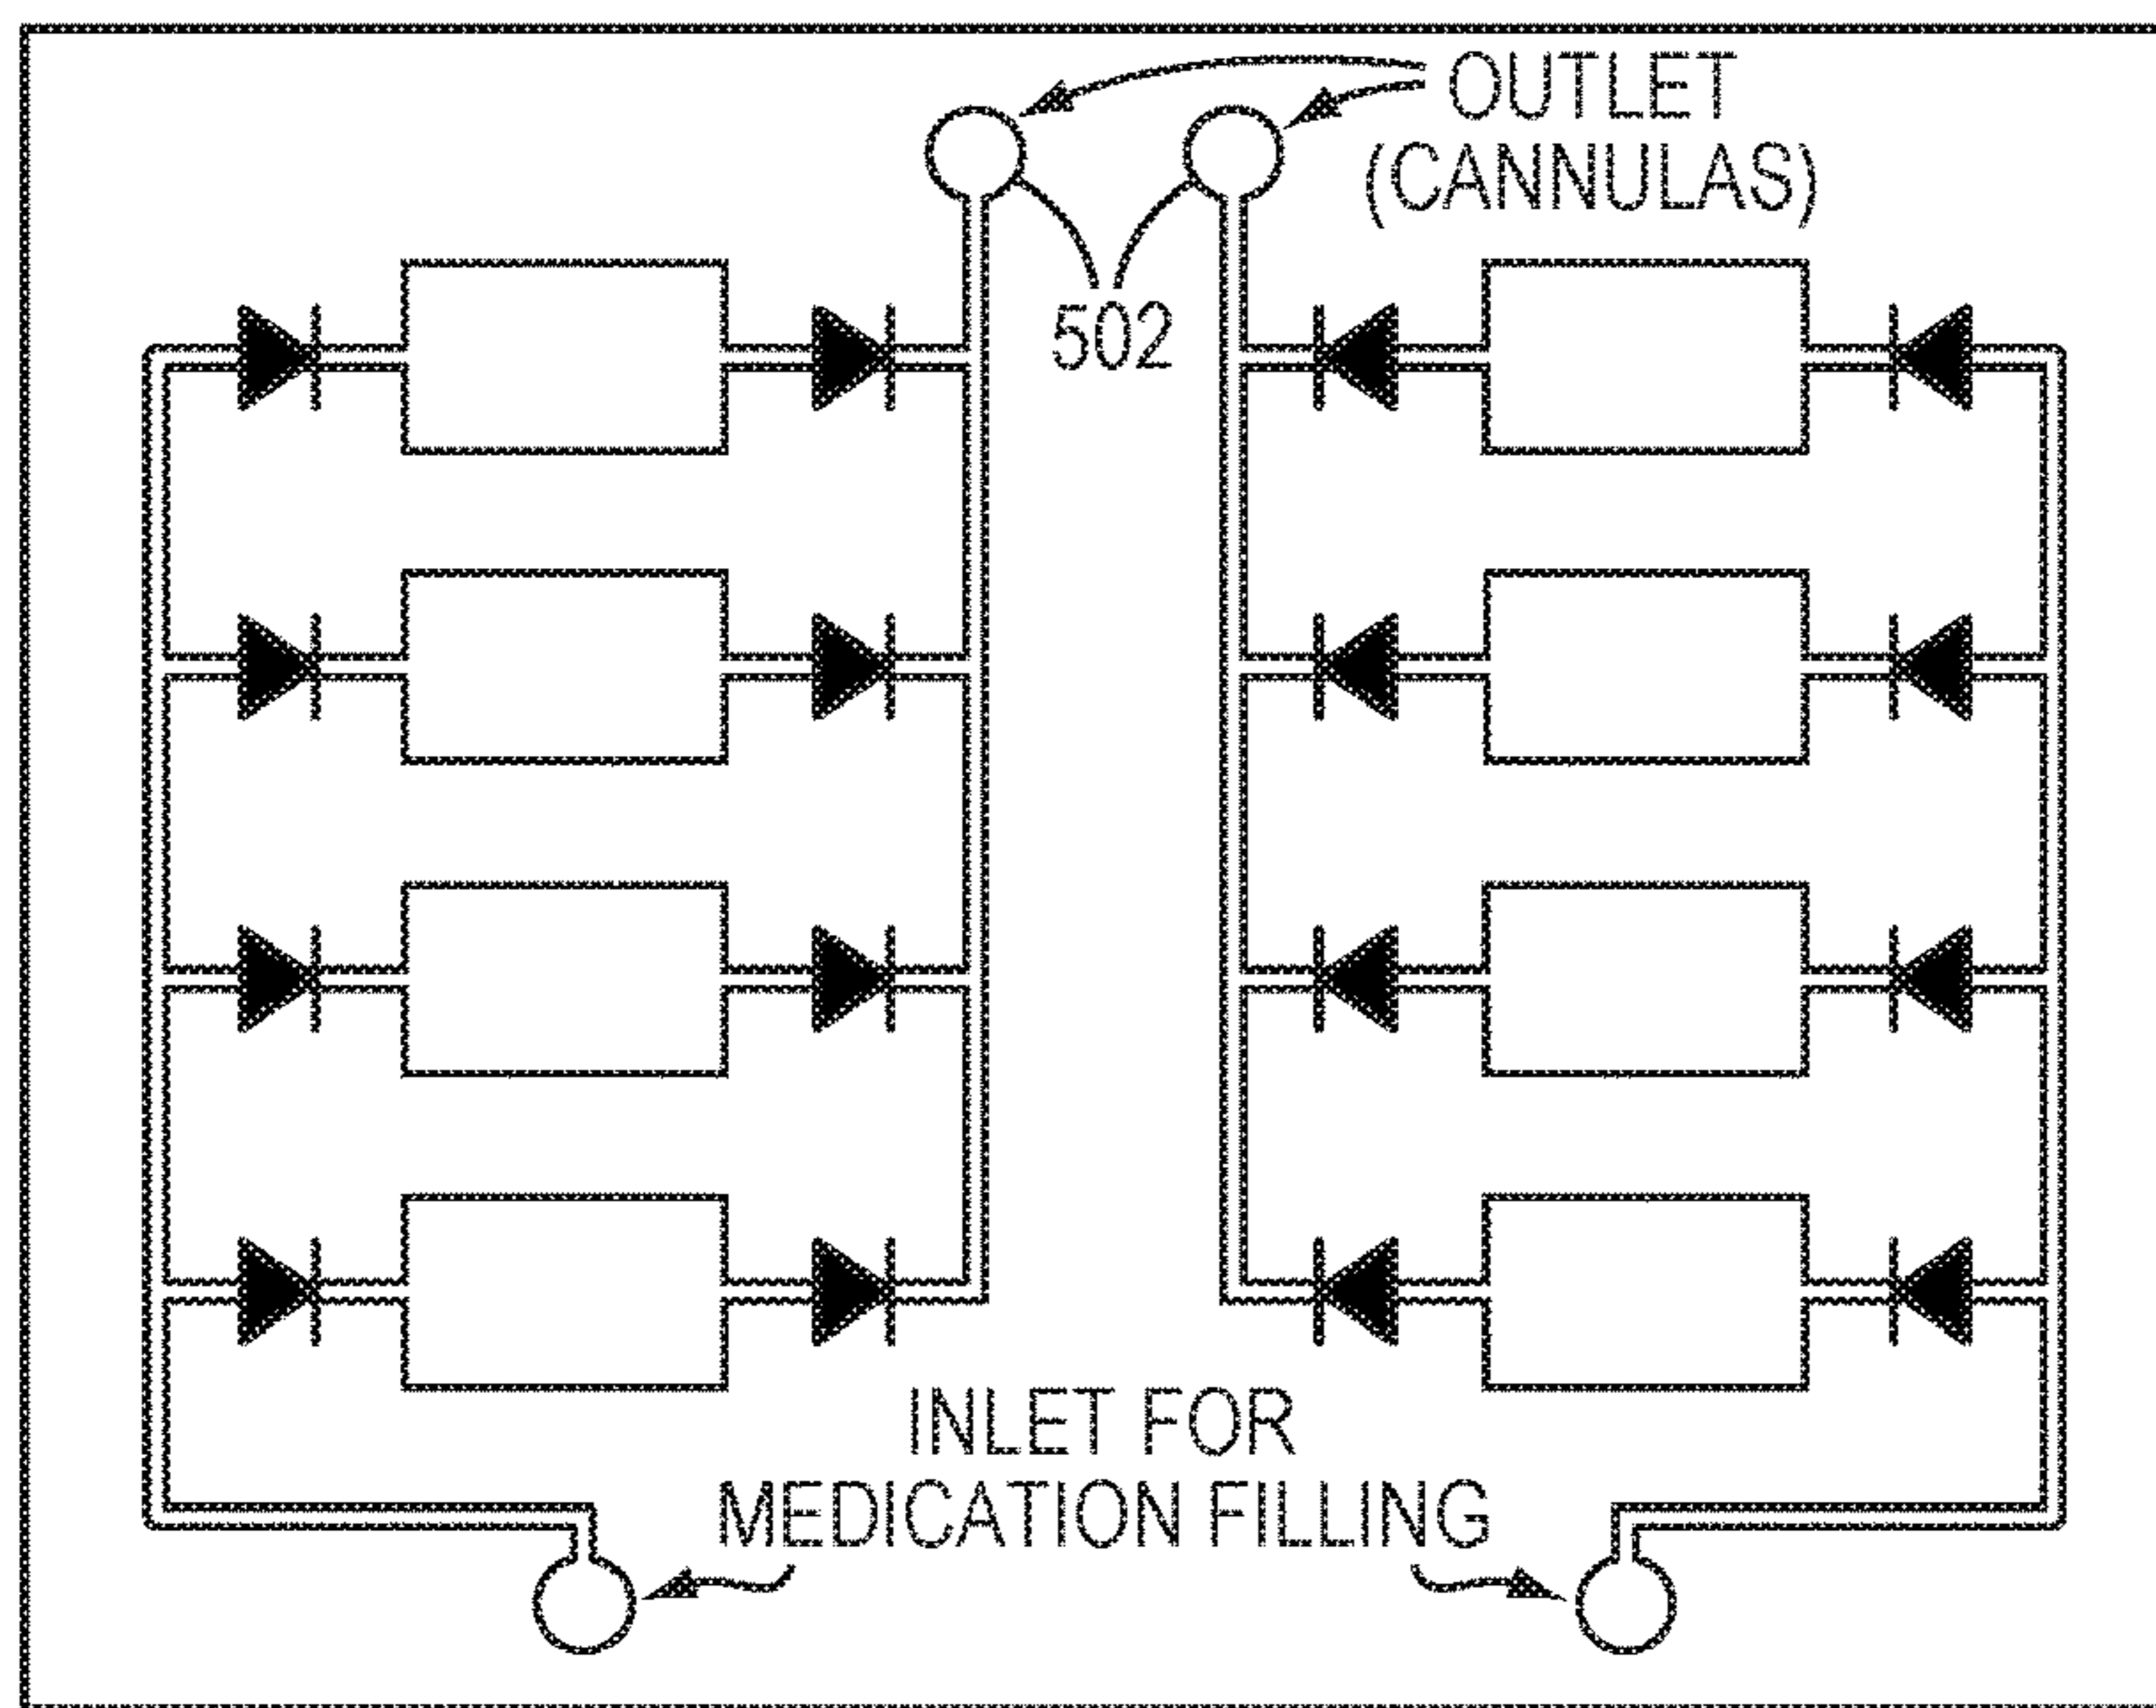 OUTLET
(CANNULAS)
502
INLET FOR
MEDICATION FILLING